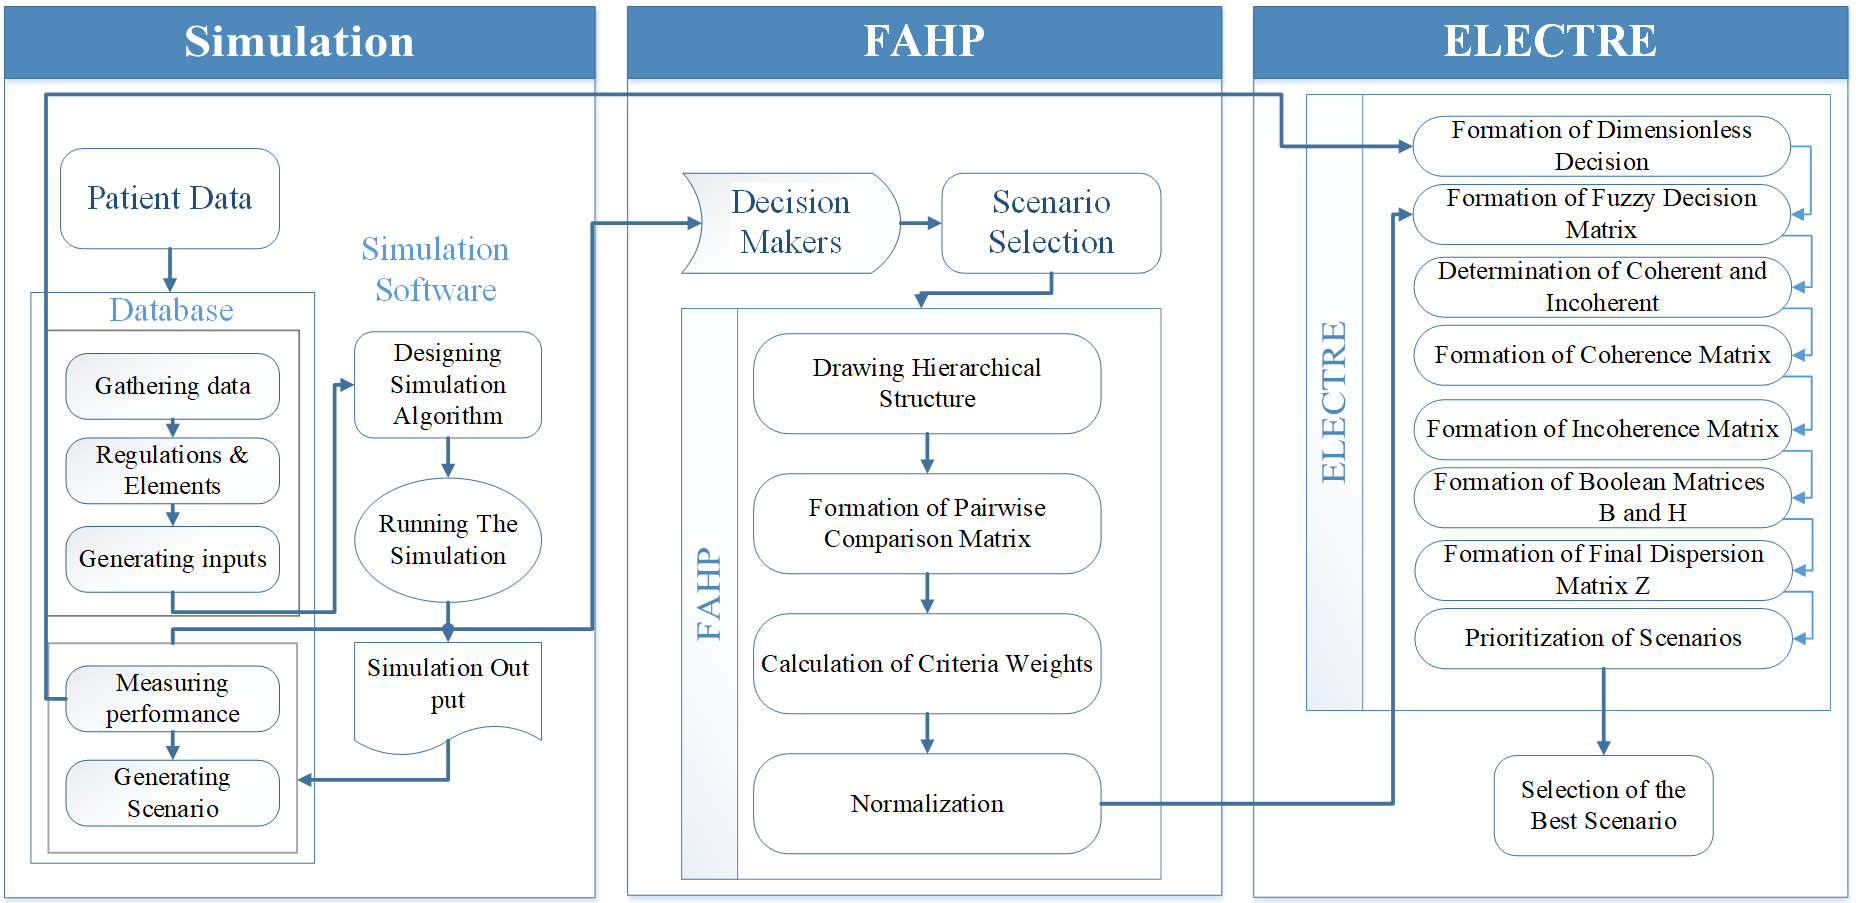 Simulation
Patient Data
Database
Gathering data
Regulations &
Elements
Generating inputs
Measuring
performance
Generating
Scenario
Simulation
Software
Designing
Simulation
Algorithm
Running The
Simulation
Simulation Out
put
FAHP
Decision
Makers
Scenario
Selection
FAHP
Drawing Hierarchical
Structure
Formation of Pairwise
Comparison Matrix
Calculation of Criteria Weights
Normalization
ELECTRE
ELECTRE
Formation of Dimensionless
Decision
Formation of Fuzzy Decision
Matrix
Determination of Coherent and
Incoherent
Formation of Coherence Matrix
Formation of Incoherence Matrix
Formation of Boolean Matrices
B and H
Formation of Final Dispersion
Matrix Z
Prioritization of Scenarios
Selection of the
Best Scenario